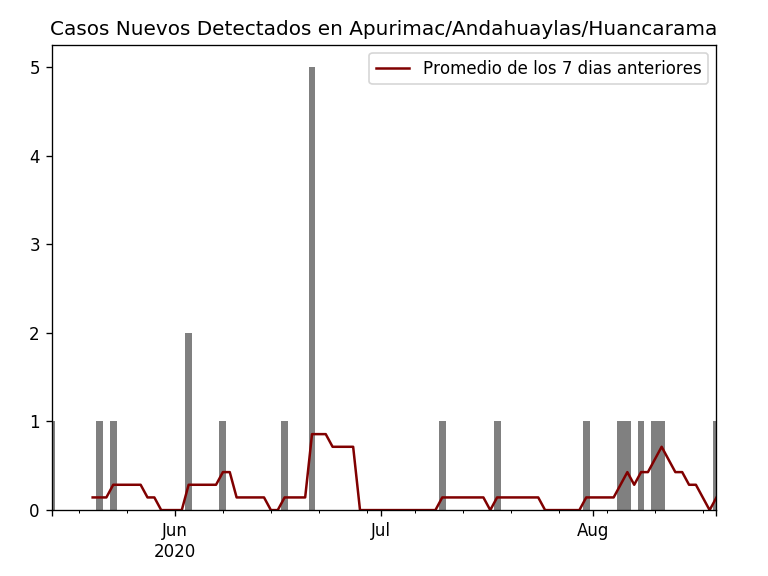 Casos Nuevos Detectados en Apurimac/Andahuaylas/Huancarama
Promedio de los 7 dias anteriores
5
4
3
2
1
0
Jun
2020
Jul
Aug